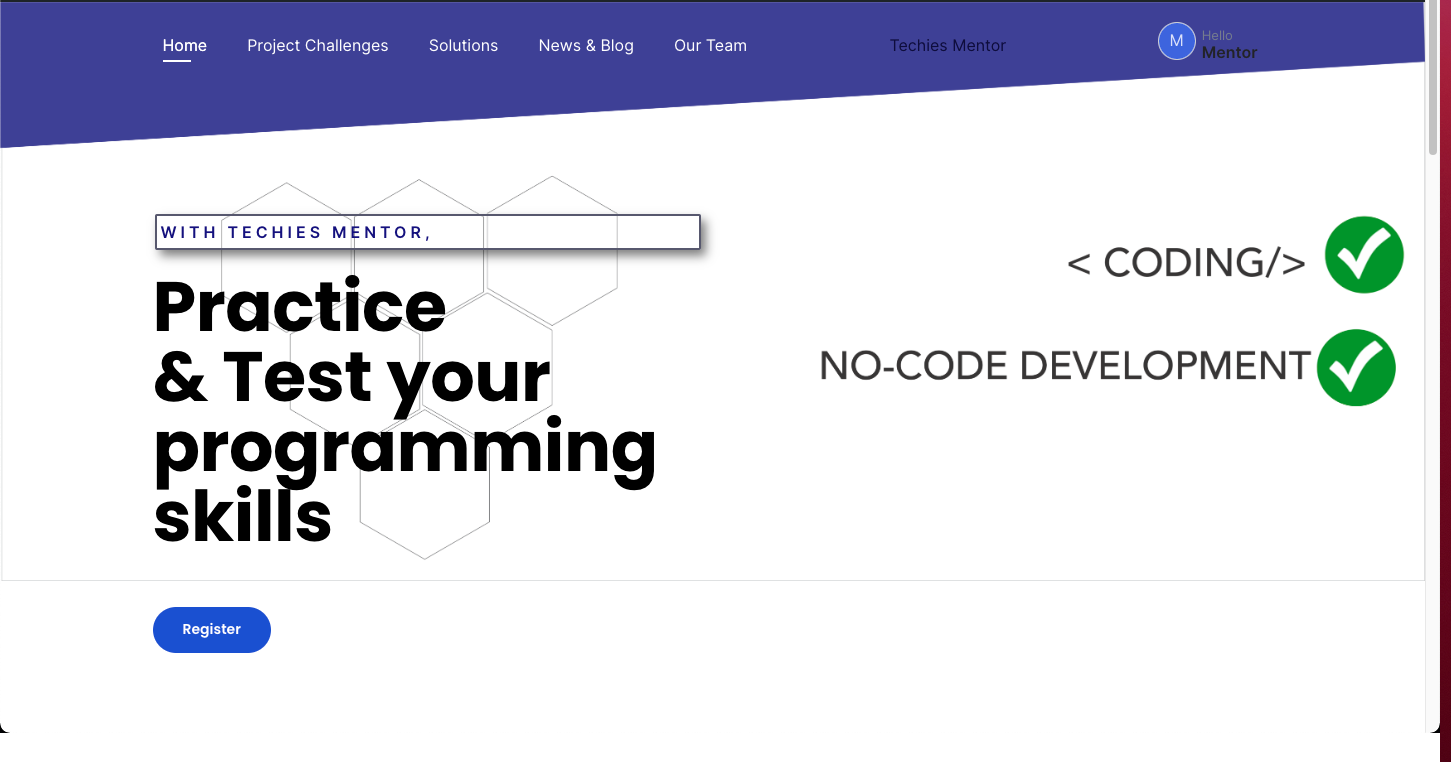 Home Project Challenges Solutions News & Blog Our Team Techies Mentor M Hello
Mentor
WITH TECHIES MENTOR,
Practice
& Test your
programming
skills
< CODING/>
NO-CODE DEVELOPMENT
Register